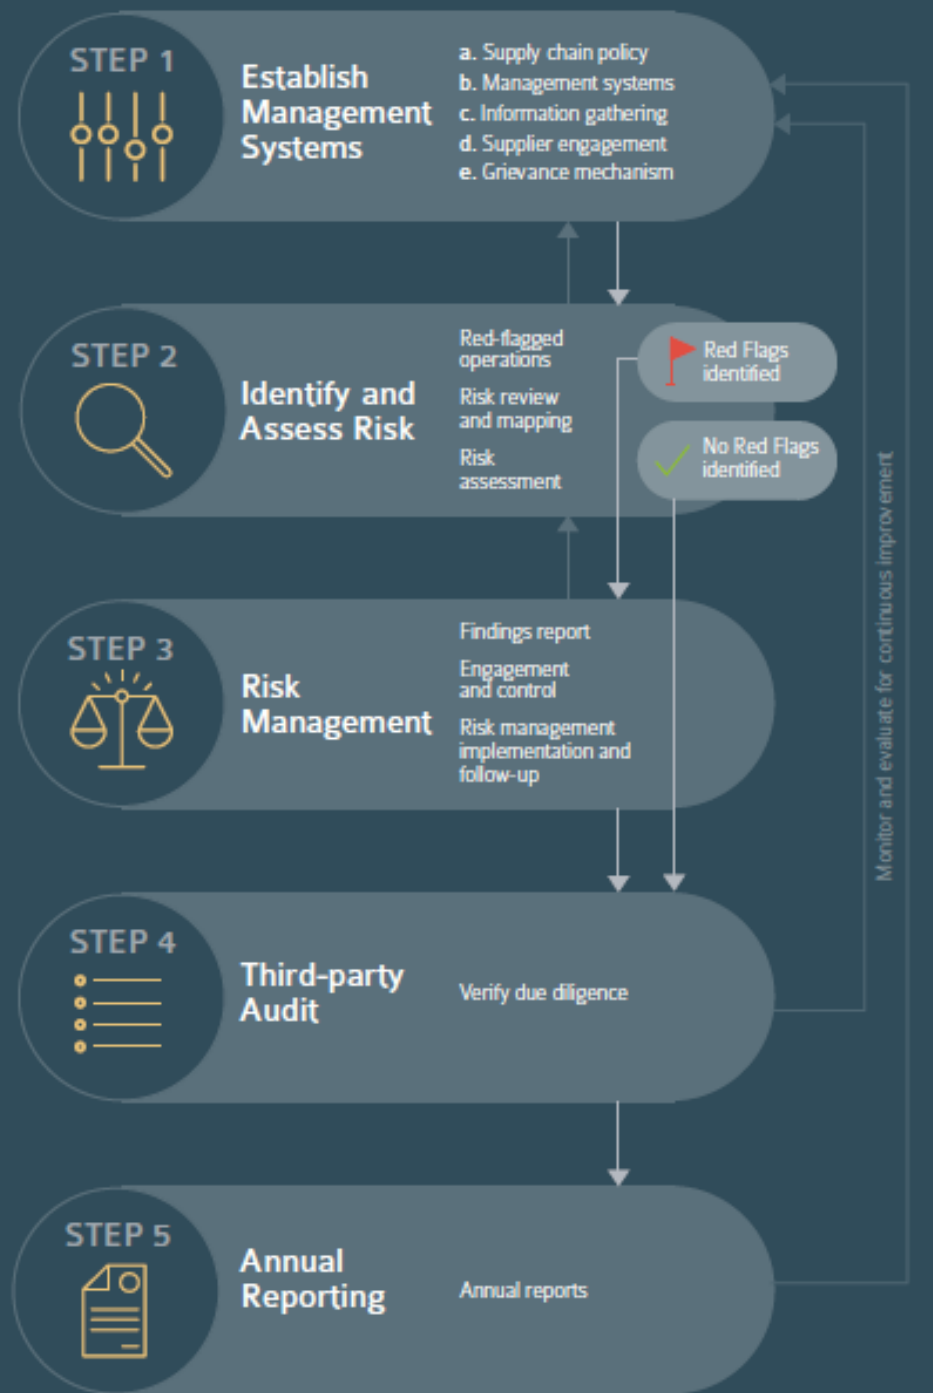 STEP 1
Establish
Management
Systems
a. Supply chain policy
b. Management systems
c. Information gathering
d. Supplier engagement
e. Grievance mechanism
STEP 2
Identify and
Assess Risk
Red-flagged
operations
Risk review
and mapping
Risk
assessment
Red Flags
identified
No Red Flags
identified
STEP 3
Risk
Management
Findings report
Engagement
and control
Risk management
implementation and
follow-up
STEP 4
Third-party
Audit
Verify due diligence
STEP 5
Annual
Reporting
Annual reports
Monitor and evaluate for continuous improvement